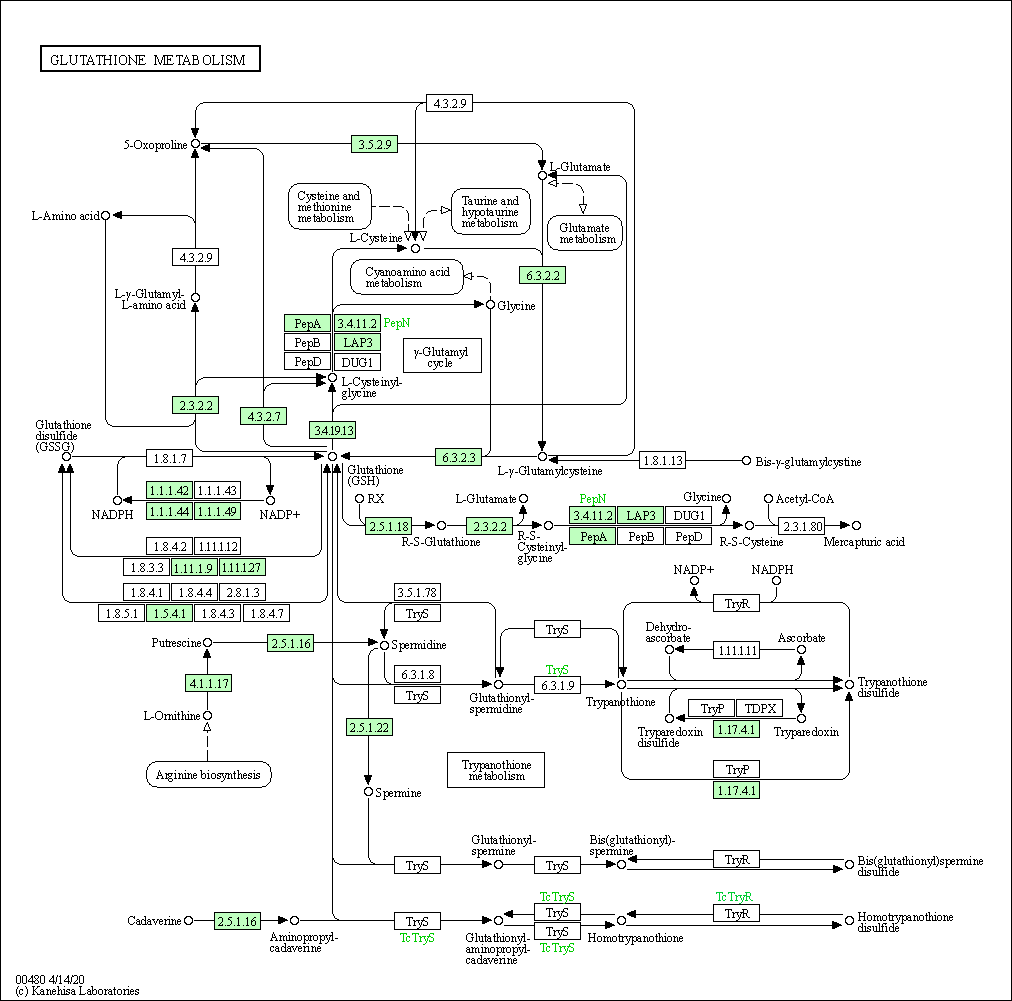 GLUTATHIONE METABOLISM
4.3.2.9
5-Oxoproline
3.5.2.9
L-Glutamate
Cysteine and
methionine
metabolism
Taurine and
hypotaurine
metabolism
L-Amino acid
Glutamate
metabolism
L-Cysteine
4.3.2.9
Cyanoamino acid
metabolism
6.3.2.2
L-γ-Glutamyl-
L-amino acid
Glycine
PepA
3.4.11.2
PepN
PepB
LAP3
γ-Glutamyl
cycle
PepD
DUG1
L-Cysteinyl-
glycine
2.3.2.2
4.3.2.7
3.4.19.13
Glutathione
disulfide
(GSSG)
1.8.1.7
6.3.2.3
1.8.1.13
Bis-γ-glutamylcystine
Glutathione
(GSH)
L-γ-Glutamylcysteine
1.1.1.42
1.1.1.43
1.1.1.44
1.1.1.49
NADPH
NADP+
RX
L-Glutamate
PepN
Glycine
Acetyl-CoA
3.4.11.2
LAP3
DUG1
2.5.1.18
2.3.2.2
2.3.1.80
PepA
PepB
PepD
R-S-Glutathione
R-S-
Cysteinyl-
glycine
R-S-Cysteine
Mercapturic acid
1.8.4.2
1.11.1.12
1.8.3.3
1.11.1.9
1.11.1.27
NADP+
NADPH
1.8.4.1
1.8.4.4
2.8.1.3
3.5.1.78
TryR
1.8.5.1
1.5.4.1
1.8.4.3
1.8.4.7
TryS
Dehydro-
ascorbate
Ascorbate
TryS
Putrescine
2.5.1.16
Spermidine
1.11.1.11
6.3.1.8
TryS
TryS
6.3.1.9
4.1.1.17
Glutathionyl-
spermidine
Trypanothione
Trypanothione
disulfide
L-Ornithine
TryP
TDPX
2.5.1.22
1.17.4.1
Tryparedoxin
disulfide
Tryparedoxin
Arginine biosynthesis
Trypanothione
metabolism
TryP
1.17.4.1
Spermine
Glutathionyl-
spermine
Bis(glutathionyl)-
spermine
TryS
TryS
TryR
Bis(glutathionyl)spermine
disulfide
TcTryS
TcTryR
Cadaverine
2.5.1.16
TryS
TryS
TryR
Homotrypanothione
disulfide
Aminopropyl-
cadaverine
TcTryS
Glutathionyl-
aminopropyl-
cadaverine
TryS
TcTryS
Homotrypanothione
00480 4/14/20
(c) Kanehisa Laboratories